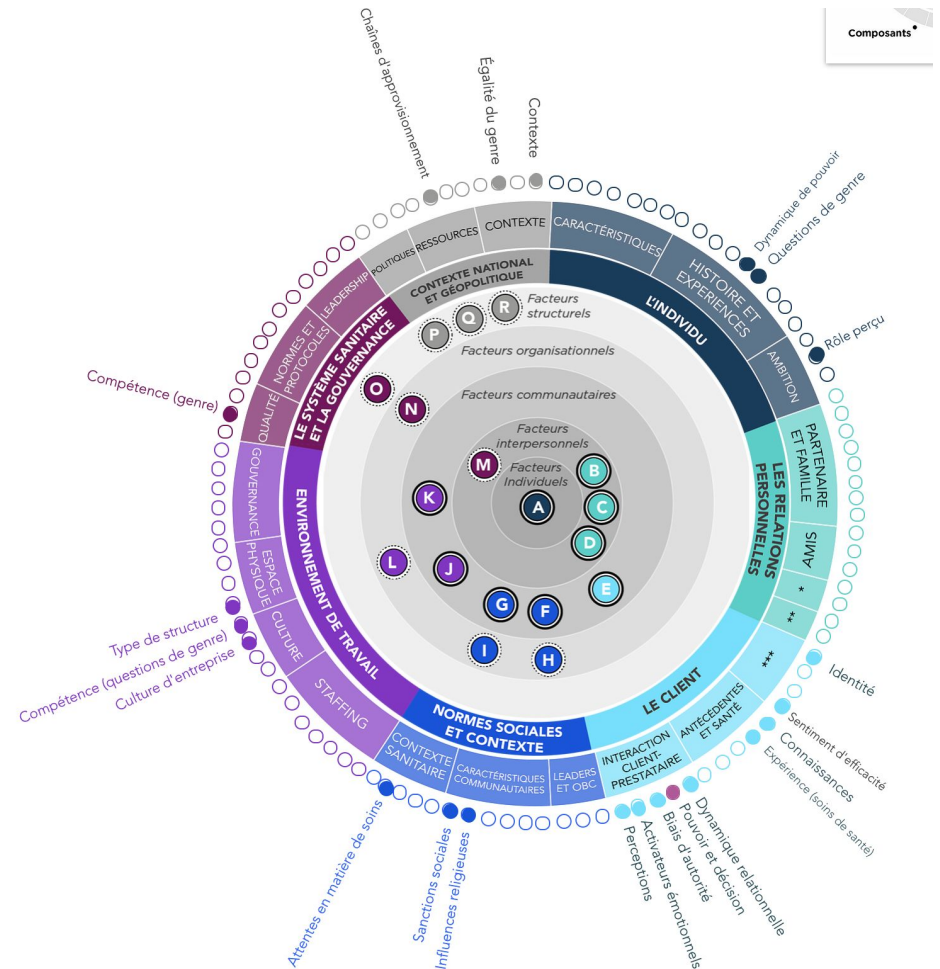 Composants
Chaînes d'approvisionnement
Égalité du genre
Contexte
Dynamique de pouvoir
Questions de genre
Rôle perçu
Identité
Sentiment d'efficacité
Connaissances
Expérience (soins de santé)
Dynamique relationnelle
Pouvoir et décision
Biais d'autorité
Activateurs émotionnels
Perceptions
Influences religieuses
Sanctions sociales
Attentes en matière de soins
Culture d'entreprise
Compétence (questions de genre)
Type de structure
Compétence (genre)
POLITIQUES
RESSOURCES
CONTEXTE
CARACTÉRISTIQUES
HISTOIRE ET
EXPERIENCES
AMBITION
PARTENAIRE
ET FAMILLE
AMIS
*
**
***
ANTÉCÉDENTES
ET SANTÉ
INTERACTION
CLIENT-
PRESTATAIRE
LEADERS
ET OBC
CARACTÉRISTIQUES
COMMUNAUTAIRES
CONTEXTE
SANITAIRE
STAFFING
CULTURE
ESPACE
PHYSIQUE
GOUVERNANCE
QUALITÉ
NORMES ET
PROTOCOLES
LEADERSHIP
CONTEXTE NATIONAL
ET GÉOPOLITIQUE
L'INDIVIDU
LES RELATIONS
PERSONNELLES
LE CLIENT
NORMES SOCIALES
ET CONTEXTE
ENVIRONNEMENT DE TRAVAIL
LE SYSTÈME SANITAIRE
ET LA GOUVERNANCE
Facteurs
structurels
Facteurs organisationnels
Facteurs communautaires
Facteurs
interpersonnels
Facteurs
Individuels
R
Q
P
O
N
M
B
K
A
C
D
L
J
E
G
F
I
H